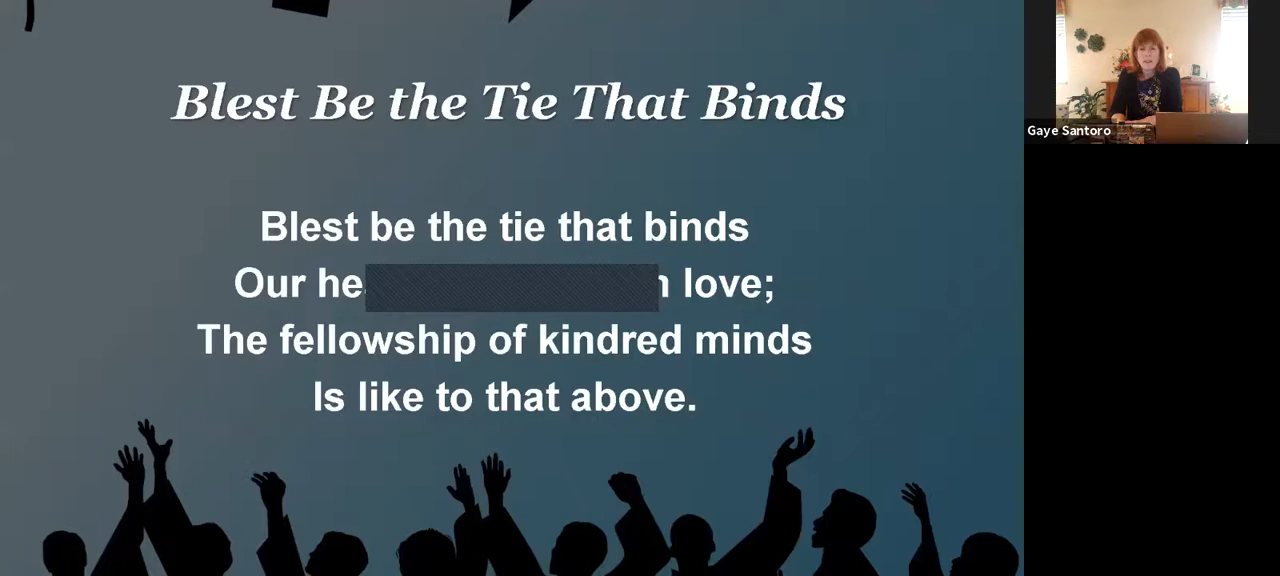 Blest Be the Tie That Binds
Blest be the tie that binds
Our love;
The fellowship of kindred minds
Is like to that above.
Gaye Santoro